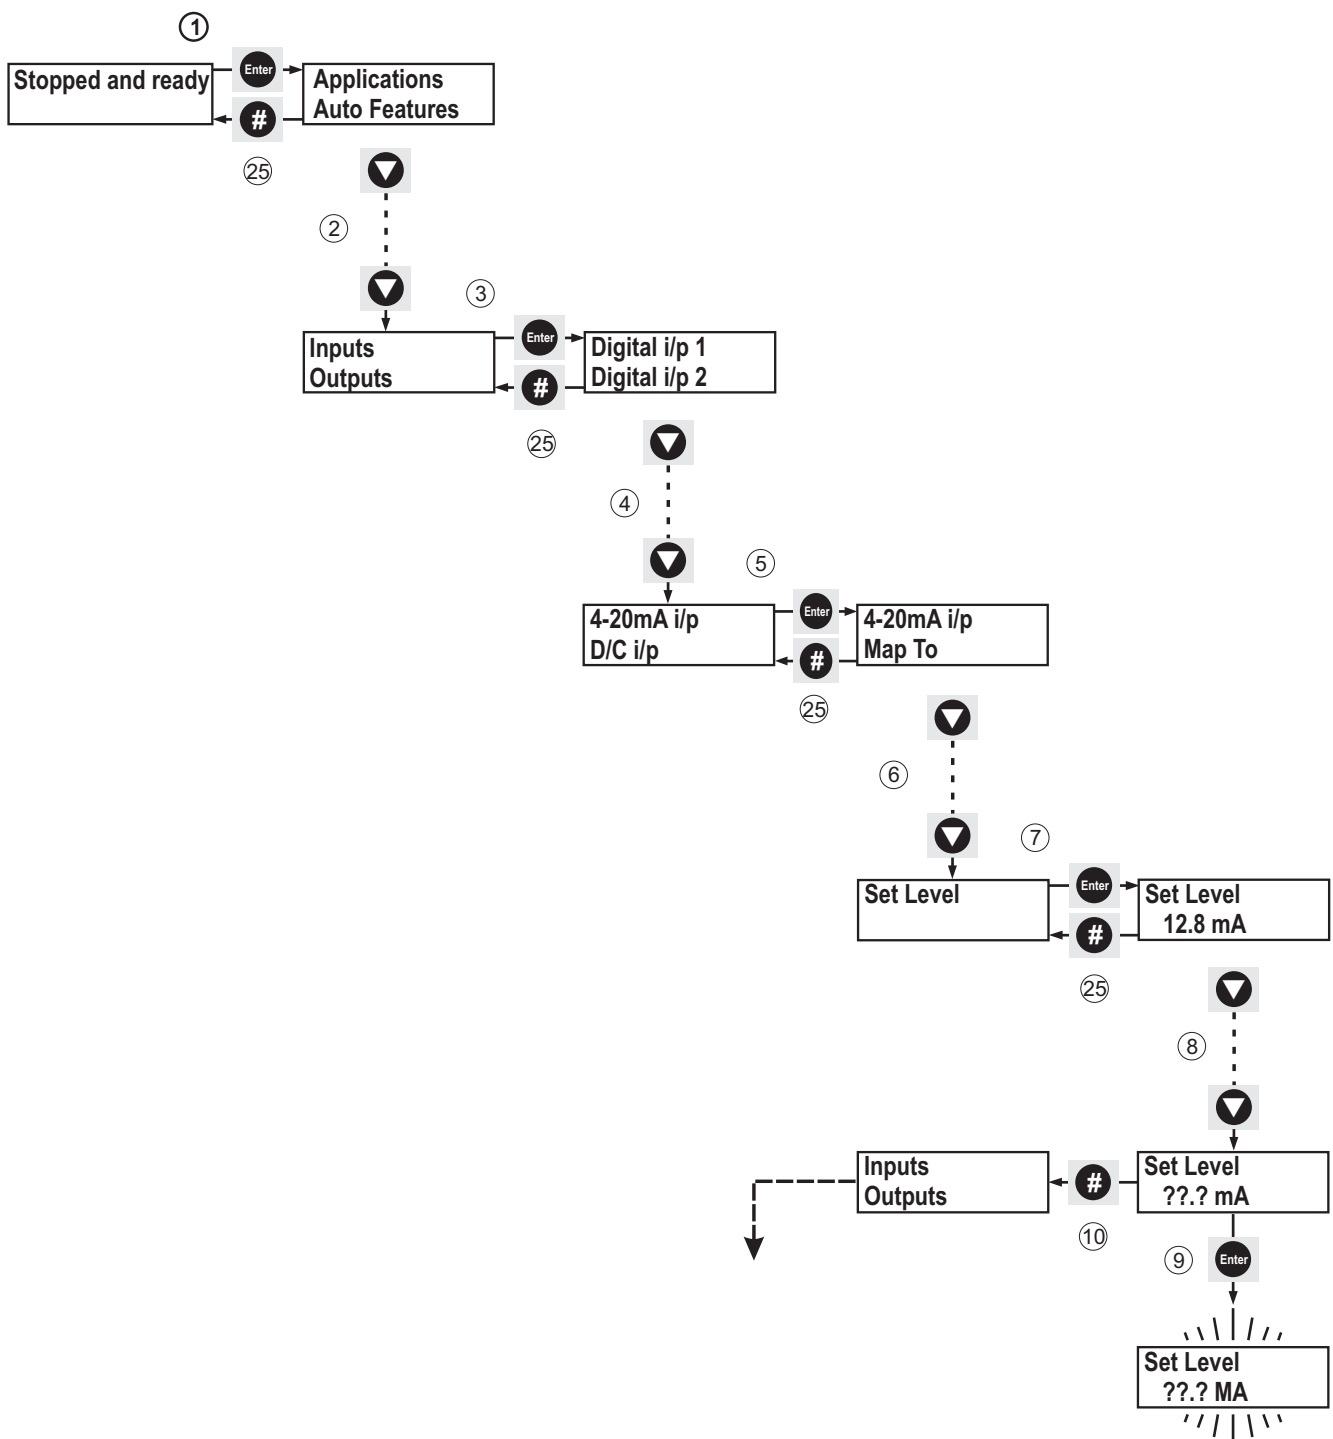 1
Stopped and ready
Enter
Applications
Auto Features
#
25
2
3
Inputs
Outputs
Enter
Digital i/p 1
Digital i/p 2
#
25
4
5
4-20mA i/p
D/C i/p
Enter
4-20mA i/p
Map To
#
25
6
7
Set Level
Enter
Set Level
12.8 mA
#
25
8
Inputs
Outputs
#
Set Level
??.? mA
10
9
Enter
Set Level
??.? MA